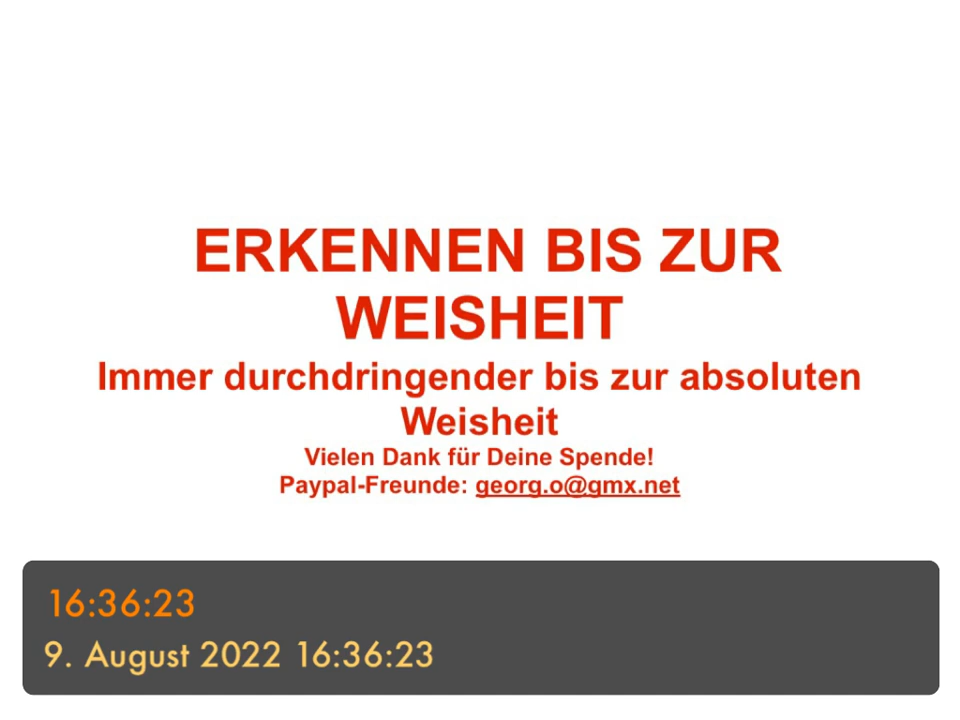 ERKENNEN BIS ZUR
WEISHEIT
Immer durchdringender bis zur absoluten
Weisheit
Vielen Dank für Deine Spende!
Paypal-Freunde: georg.o@gmx.net
16:36:23
9. August 2022 16:36:23